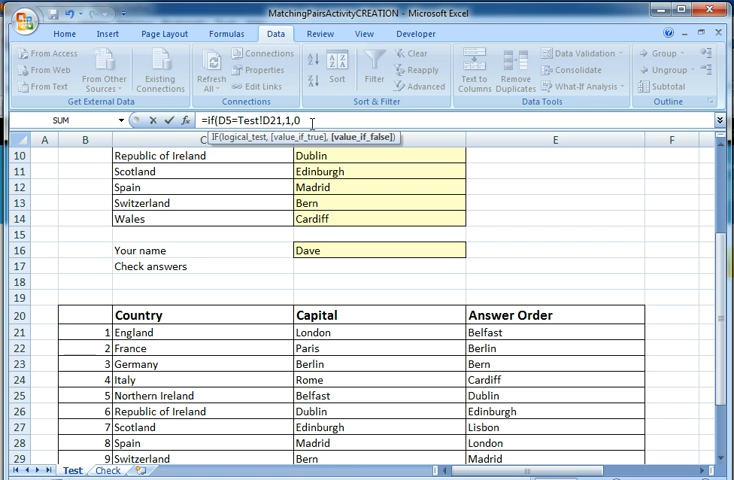 MatchingPairsActivityCREATION - Microsoft Excel
Home Insert Page Layout Formulas Data Review View Developer
From Access
From Web
From Text
From Other Sources
Existing Connections
Refresh All
Connections
Properties
Edit Links
Sort
Filter
Clear
Reapply
Advanced
Text to Columns
Remove Duplicates
Data Validation
Consolidate
What-If Analysis
Group
Ungroup
Subtotal
Get External Data Connections Sort & Filter Data Tools Outline
SUM =if(D5=Test!D21,1,0
IF(logical_test, [value_if_true], [value_if_false])
A B C E F
10 Republic of Ireland Dublin
11 Scotland Edinburgh
12 Spain Madrid
13 Switzerland Bern
14 Wales Cardiff
15
16 Your name Dave
17 Check answers
18
19
20 Country Capital Answer Order
21 1 England London Belfast
22 2 France Paris Berlin
23 3 Germany Berlin Bern
24 4 Italy Rome Cardiff
25 5 Northern Ireland Belfast Dublin
26 6 Republic of Ireland Dublin Edinburgh
27 7 Scotland Edinburgh Lisbon
28 8 Spain Madrid London
29 9 Switzerland Bern Madrid
Test Check